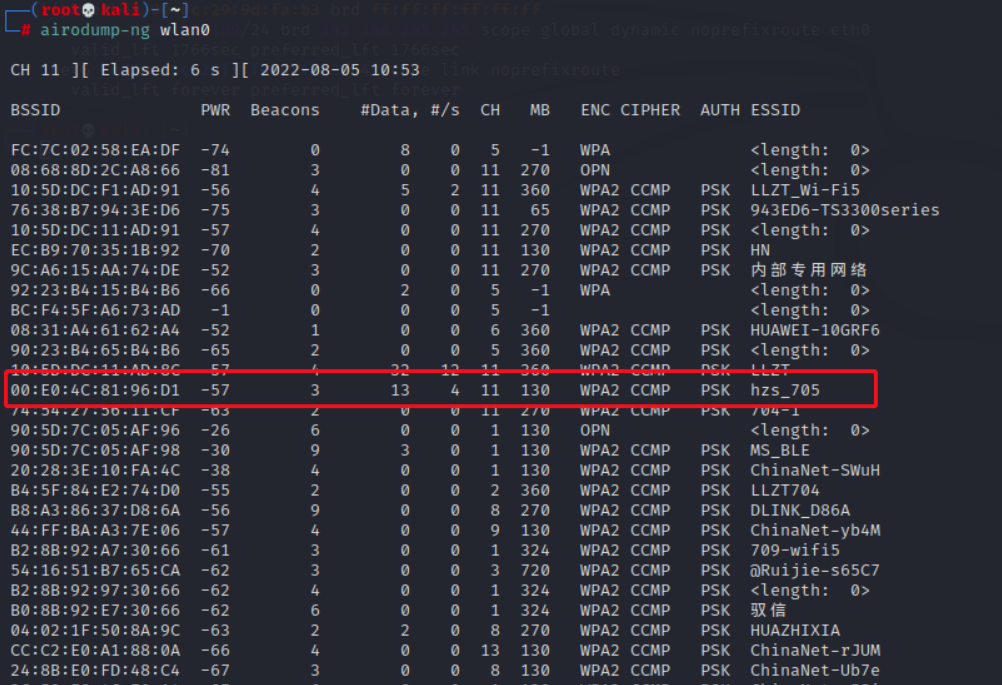 (root💀kali)-[~]
# airodump-ng wlan0
CH 11 ][ Elapsed: 6 s ][ 2022-08-05 10:53
BSSID PWR Beacons #Data, #/s CH MB ENC CIPHER AUTH ESSID
FC:7C:02:58:EA:DF -74 0 8 0 5 -1 WPA <length: 0>
08:68:8D:2C:A8:66 -81 3 0 0 11 270 OPN <length: 0>
10:5D:DC:F1:AD:91 -56 4 5 2 11 360 WPA2 CCMP PSK LLZT_Wi-Fi5
76:38:B7:94:3E:D6 -75 3 0 0 11 65 WPA2 CCMP PSK 943ED6-TS3300series
10:5D:DC:11:AD:91 -57 4 0 0 11 270 WPA2 CCMP PSK <length: 0>
EC:B9:70:35:1B:92 -70 2 0 0 11 130 WPA2 CCMP PSK HN
9C:A6:15:AA:74:DE -52 3 0 0 11 270 WPA2 CCMP PSK 内部专用网络
92:23:B4:15:B4:B6 -66 0 2 0 5 -1 WPA <length: 0>
BC:F4:5F:A6:73:AD -1 0 0 0 5 -1 <length: 0>
08:31:A4:61:62:A4 -52 1 0 0 6 360 WPA2 CCMP PSK HUAWEI-10GRF6
90:23:B4:65:B4:B6 -65 2 0 0 5 360 WPA2 CCMP PSK <length: 0>
10:5D:DC:11:AD:8C -57 4 32 12 11 360 WPA2 CCMP PSK LLZT
00:E0:4C:81:96:D1 -57 3 13 4 11 130 WPA2 CCMP PSK hzs_705
74:54:27:56:11:CF -63 2 0 0 11 270 WPA2 CCMP PSK 704-1
90:5D:7C:05:AF:96 -26 6 0 0 1 130 OPN <length: 0>
90:5D:7C:05:AF:98 -30 9 3 0 1 130 WPA2 CCMP PSK MS_BLE
20:28:3E:10:FA:4C -38 4 0 0 1 130 WPA2 CCMP PSK ChinaNet-SWuH
B4:5F:84:E2:74:D0 -55 2 0 0 2 360 WPA2 CCMP PSK LLZT704
B8:A3:86:37:D8:6A -56 9 0 0 8 270 WPA2 CCMP PSK DLINK_D86A
44:FF:BA:A3:7E:06 -57 4 0 0 9 130 WPA2 CCMP PSK ChinaNet-yb4M
B2:8B:92:A7:30:66 -61 3 0 0 1 324 WPA2 CCMP PSK 709-wifi5
54:16:51:B7:65:CA -62 3 0 0 3 720 WPA2 CCMP PSK @Ruijie-s65C7
B2:8B:92:97:30:66 -62 4 0 0 1 324 WPA2 CCMP PSK <length: 0>
B0:8B:92:E7:30:66 -62 6 0 0 1 324 WPA2 CCMP PSK 驭信
04:02:1F:50:8A:9C -63 2 2 0 8 270 WPA2 CCMP PSK HUAZHIXIA
CC:C2:E0:A1:88:0A -66 4 0 0 13 130 WPA2 CCMP PSK ChinaNet-rJUM
24:8B:E0:FD:48:C4 -67 3 0 0 8 130 WPA2 CCMP PSK ChinaNet-Ub7e